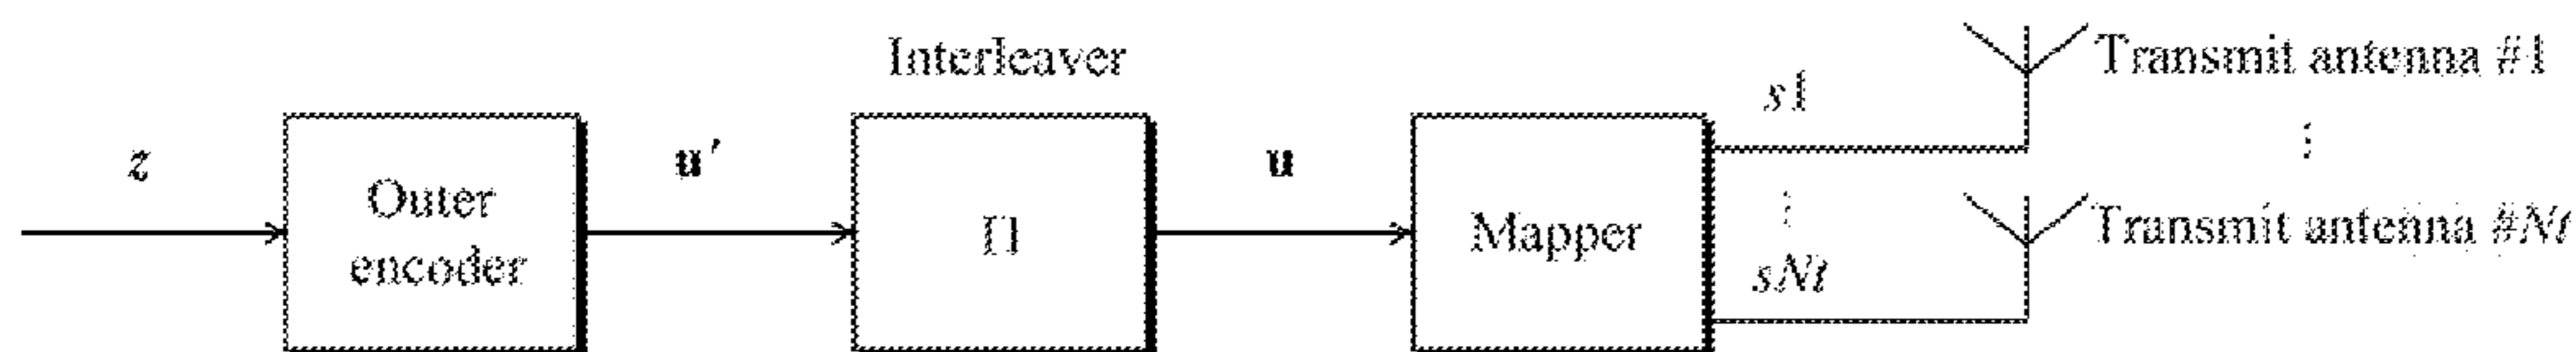 Interleaver
Transmit antenna #1
s1
z
Outer
encoder
u'
Π
u
Mapper
⋮
⋮
sNt
Transmit antenna #Nt